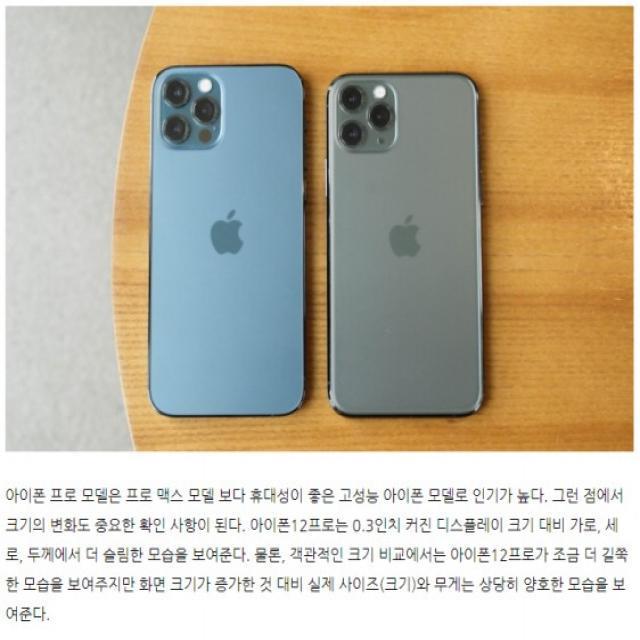 아이폰 프로 모델은 프로 맥스 모델 보다 휴대성이 좋은 고성능 아이폰 모델로 인기가 높다. 그런 점에서
크기의 변화도 중요한 확인 사항이 된다. 아이폰12프로는 0.3인치 커진 디스플레이 크기 대비 가로, 세
로, 두께에서 더 슬림한 모습을 보여준다. 물론, 객관적인 크기 비교에서는 아이폰12프로가 조금 더 길쭉
한 모습을 보여주지만 화면 크기가 증가한 것 대비 실제 사이즈(크기)와 무게는 상당히 양호한 모습을 보
여준다.